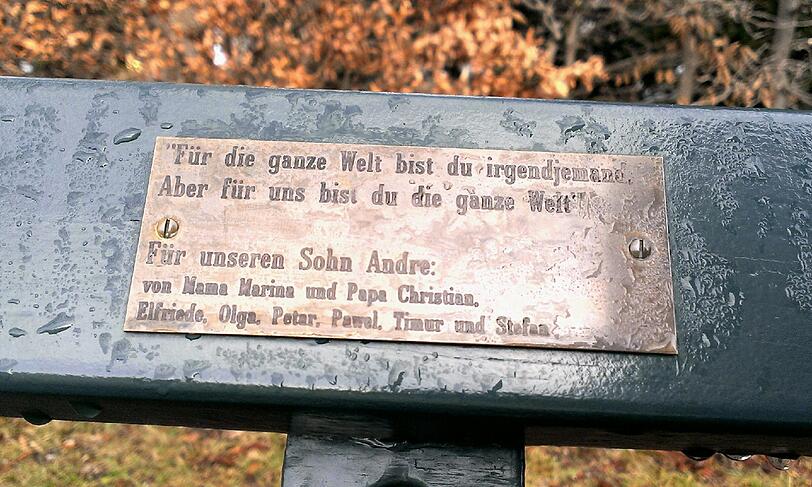 "Für die ganze Welt bist du irgendjemand.
Aber für uns bist du "die" ganze Welt"!
Für unseren Sohn Andre:
von Mama Marina und Papa Christian.
Elfriede, Olga, Petar, Pawel, Timur und Stefan